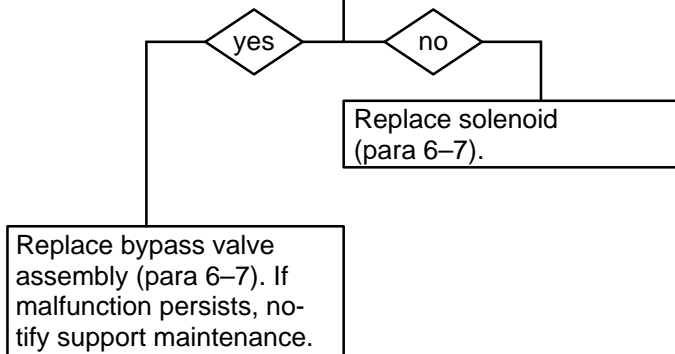 yes
no
Replace solenoid
(para 6–7).
Replace bypass valve
assembly (para 6–7). If
malfunction persists, no-
tify support maintenance.